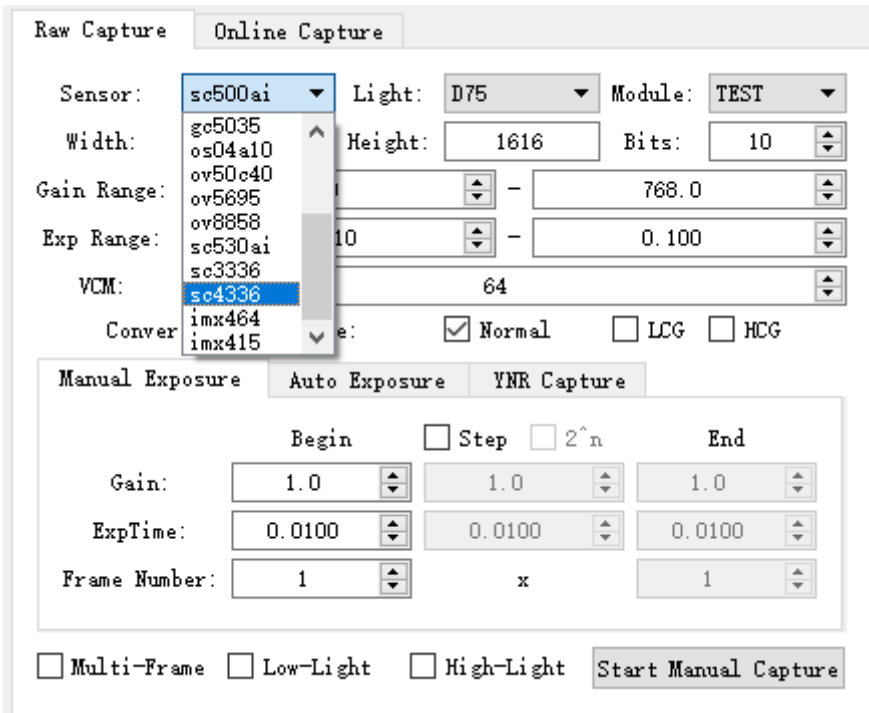 Raw Capture Online Capture
Sensor: sc500ai Light: D75 Module: TEST
gc5035
Width: Height: 1616 Bits: 10
os04a10
ov50c40
Gain Range: - 768.0
ov5695
ov8858
Exp Range: 10 - 0.100
sc530ai
sc3336
VCM: 64
sc4336
imx464
Conver e: Normal LCG HCG
imx415
Manual Exposure Auto Exposure YNR Capture
Begin Step 2^n End
Gain: 1.0 1.0 1.0
ExpTime: 0.0100 0.0100 0.0100
Frame Number: 1 x 1
Multi-Frame Low-Light High-Light Start Manual Capture